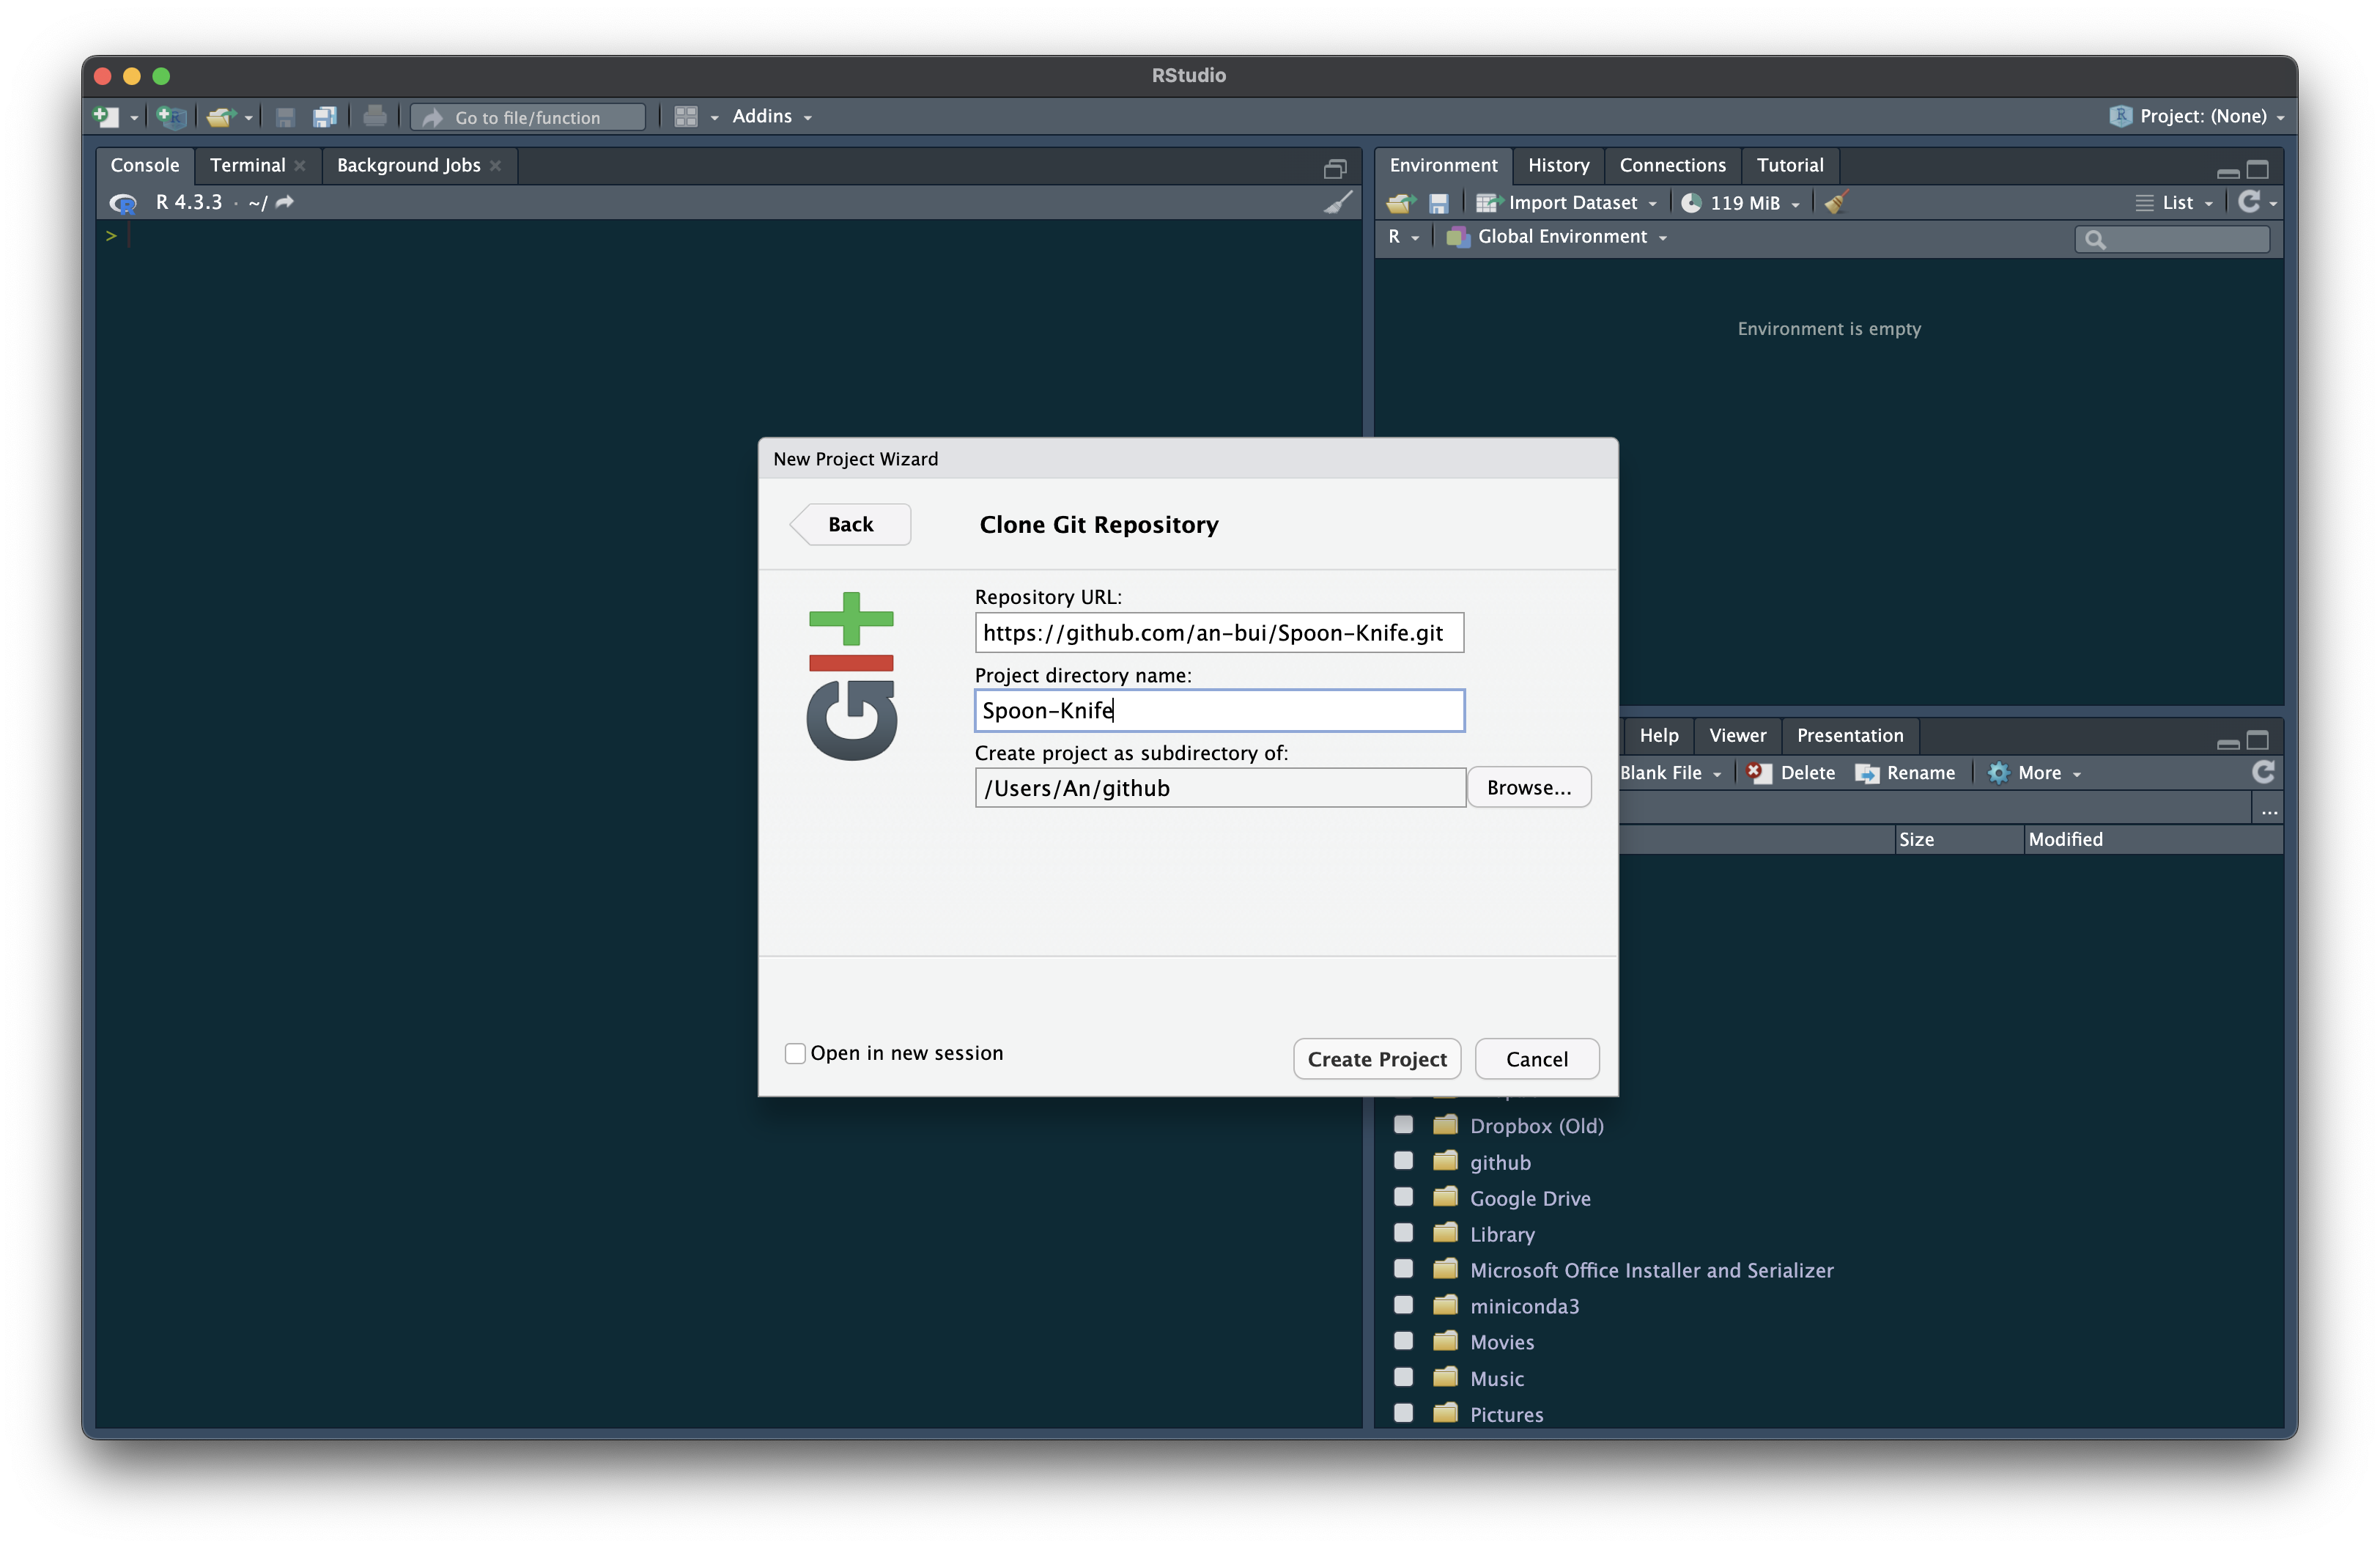 RStudio
Go to file/function
Addins
Project: (None)
Console
Terminal
Background Jobs
R 4.3.3 · ~/
>
Environment
History
Connections
Tutorial
Import Dataset
119 MiB
List
R
Global Environment
Environment is empty
New Project Wizard
Back
Clone Git Repository
GIT
Repository URL:
https://github.com/an-bui/Spoon-Knife.git
Project directory name:
Spoon-Knife
Create project as subdirectory of:
/Users/An/github
Browse...
Open in new session
Create Project
Cancel
Help
Viewer
Presentation
Blank File
Delete
Rename
More
...
Size
Modified
Dropbox (Old)
github
Google Drive
Library
Microsoft Office Installer and Serializer
miniconda3
Movies
Music
Pictures